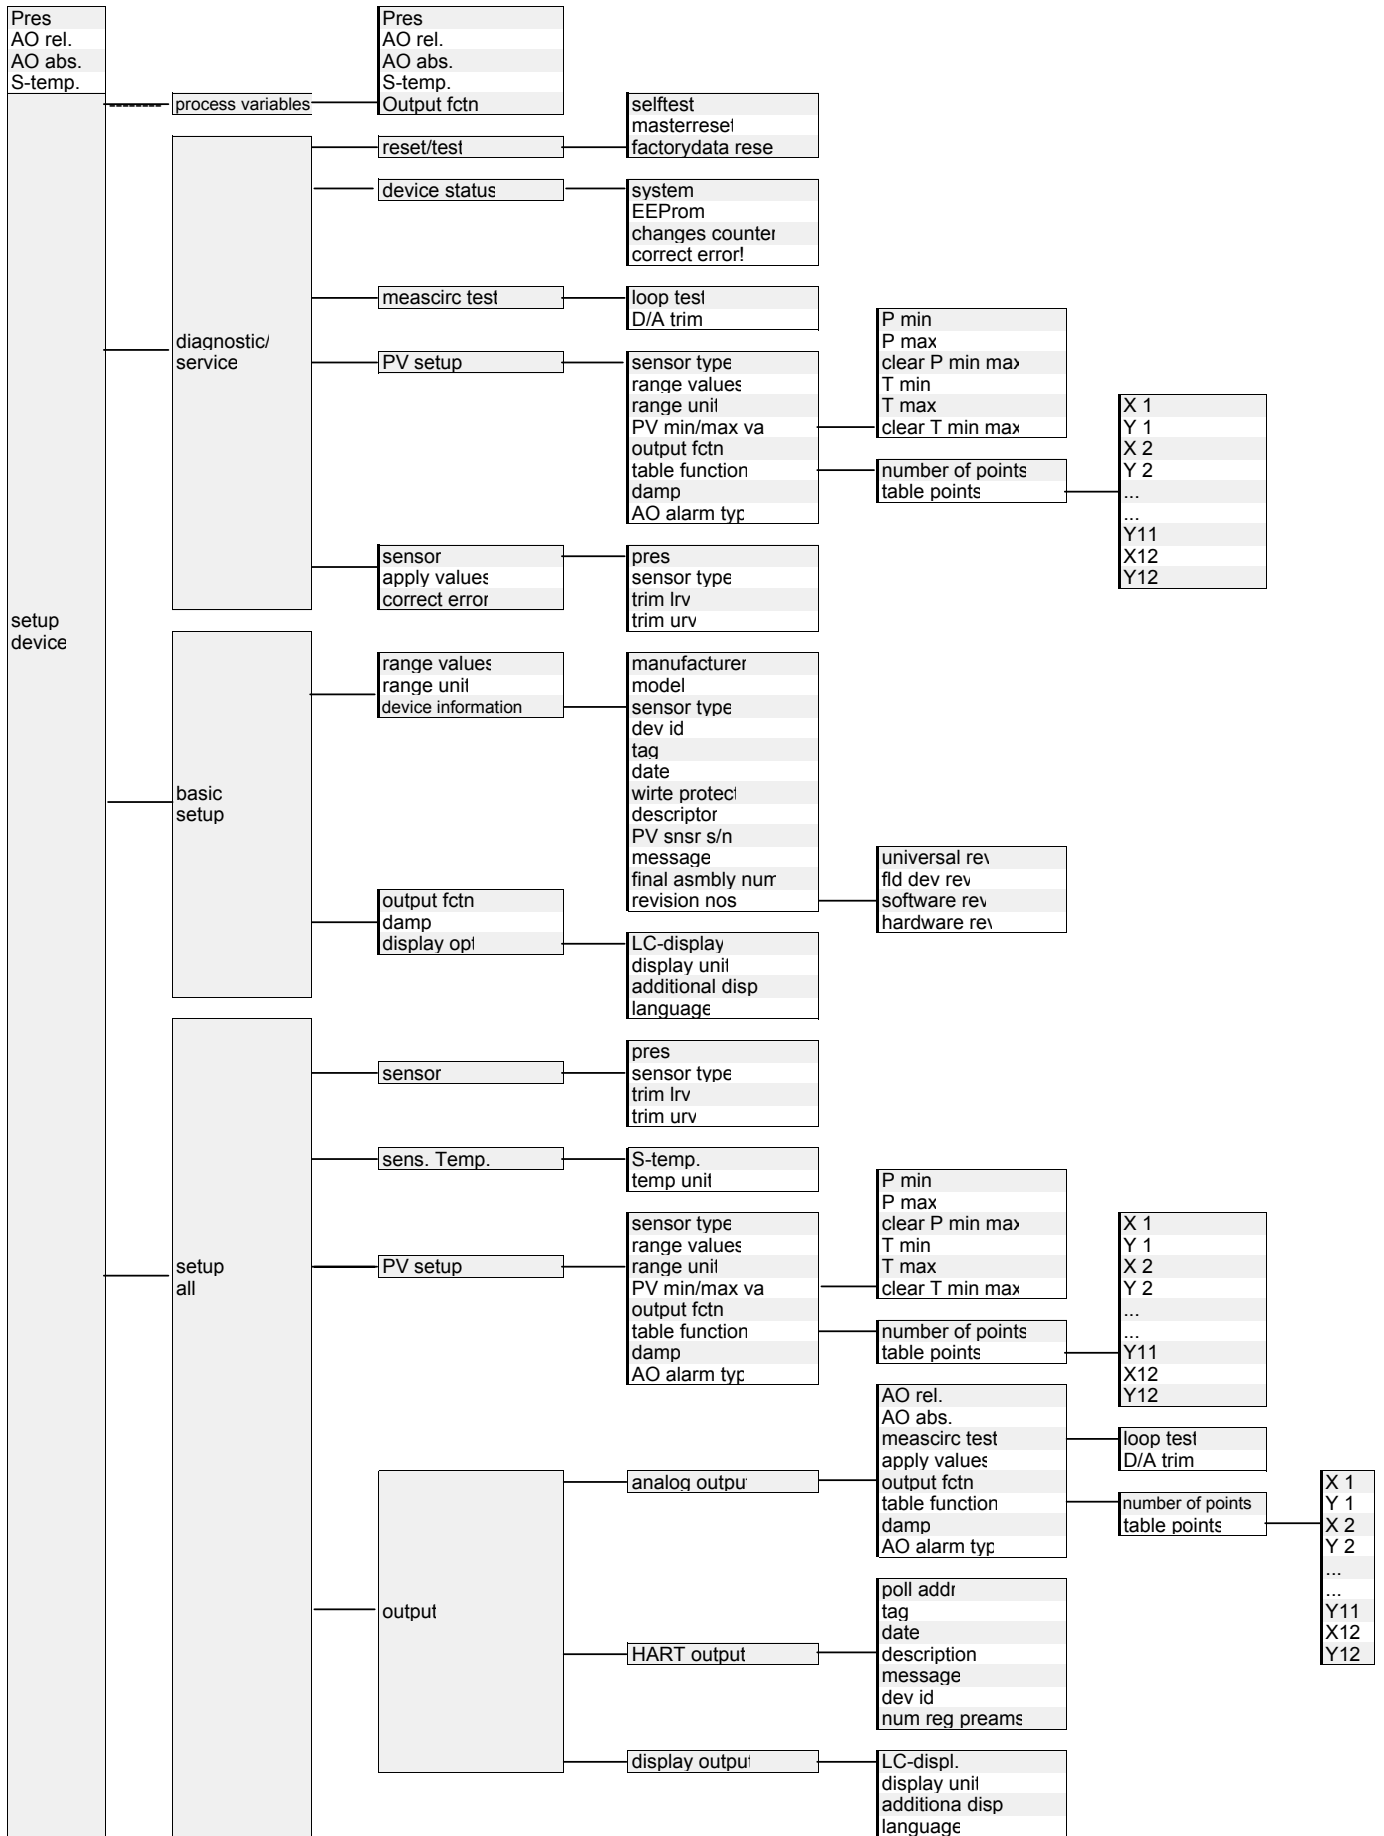 Pres
AO rel.
AO abs.
S-temp.
setup
device
process variables
Pres
AO rel.
AO abs.
S-temp.
Output fctn
diagnostic/
service
reset/test
selftest
masterreset
factorydata rese
device status
system
EEProm
changes counter
correct error!
meascirc test
loop test
D/A trim
PV setup
sensor type
range values
range unit
PV min/max va
output fctn
table function
damp
AO alarm typ
P min
P max
clear P min max
T min
T max
clear T min max
number of points
table points
X 1
Y 1
X 2
Y 2
...
...
Y11
X12
Y12
sensor
apply values
correct error
pres
sensor type
trim lrv
trim urv
basic
setup
range values
range unit
device information
manufacturer
model
sensor type
dev id
tag
date
wirte protect
descriptor
PV snsr s/n
message
final asmbly num
revision nos
universal rev
fld dev rev
software rev
hardware rev
output fctn
damp
display opt
LC-display
display unit
additional disp
language
setup
all
sensor
pres
sensor type
trim lrv
trim urv
sens. Temp.
S-temp.
temp unit
PV setup
sensor type
range values
range unit
PV min/max va
output fctn
table function
damp
AO alarm typ
P min
P max
clear P min max
T min
T max
clear T min max
number of points
table points
X 1
Y 1
X 2
Y 2
...
...
Y11
X12
Y12
output
analog output
AO rel.
AO abs.
meascirc test
apply values
output fctn
table function
damp
AO alarm typ
loop test
D/A trim
number of points
table points
X 1
Y 1
X 2
Y 2
...
...
Y11
X12
Y12
HART output
poll addr
tag
date
description
message
dev id
num reg preams
display output
LC-displ.
display unit
additiona disp
language